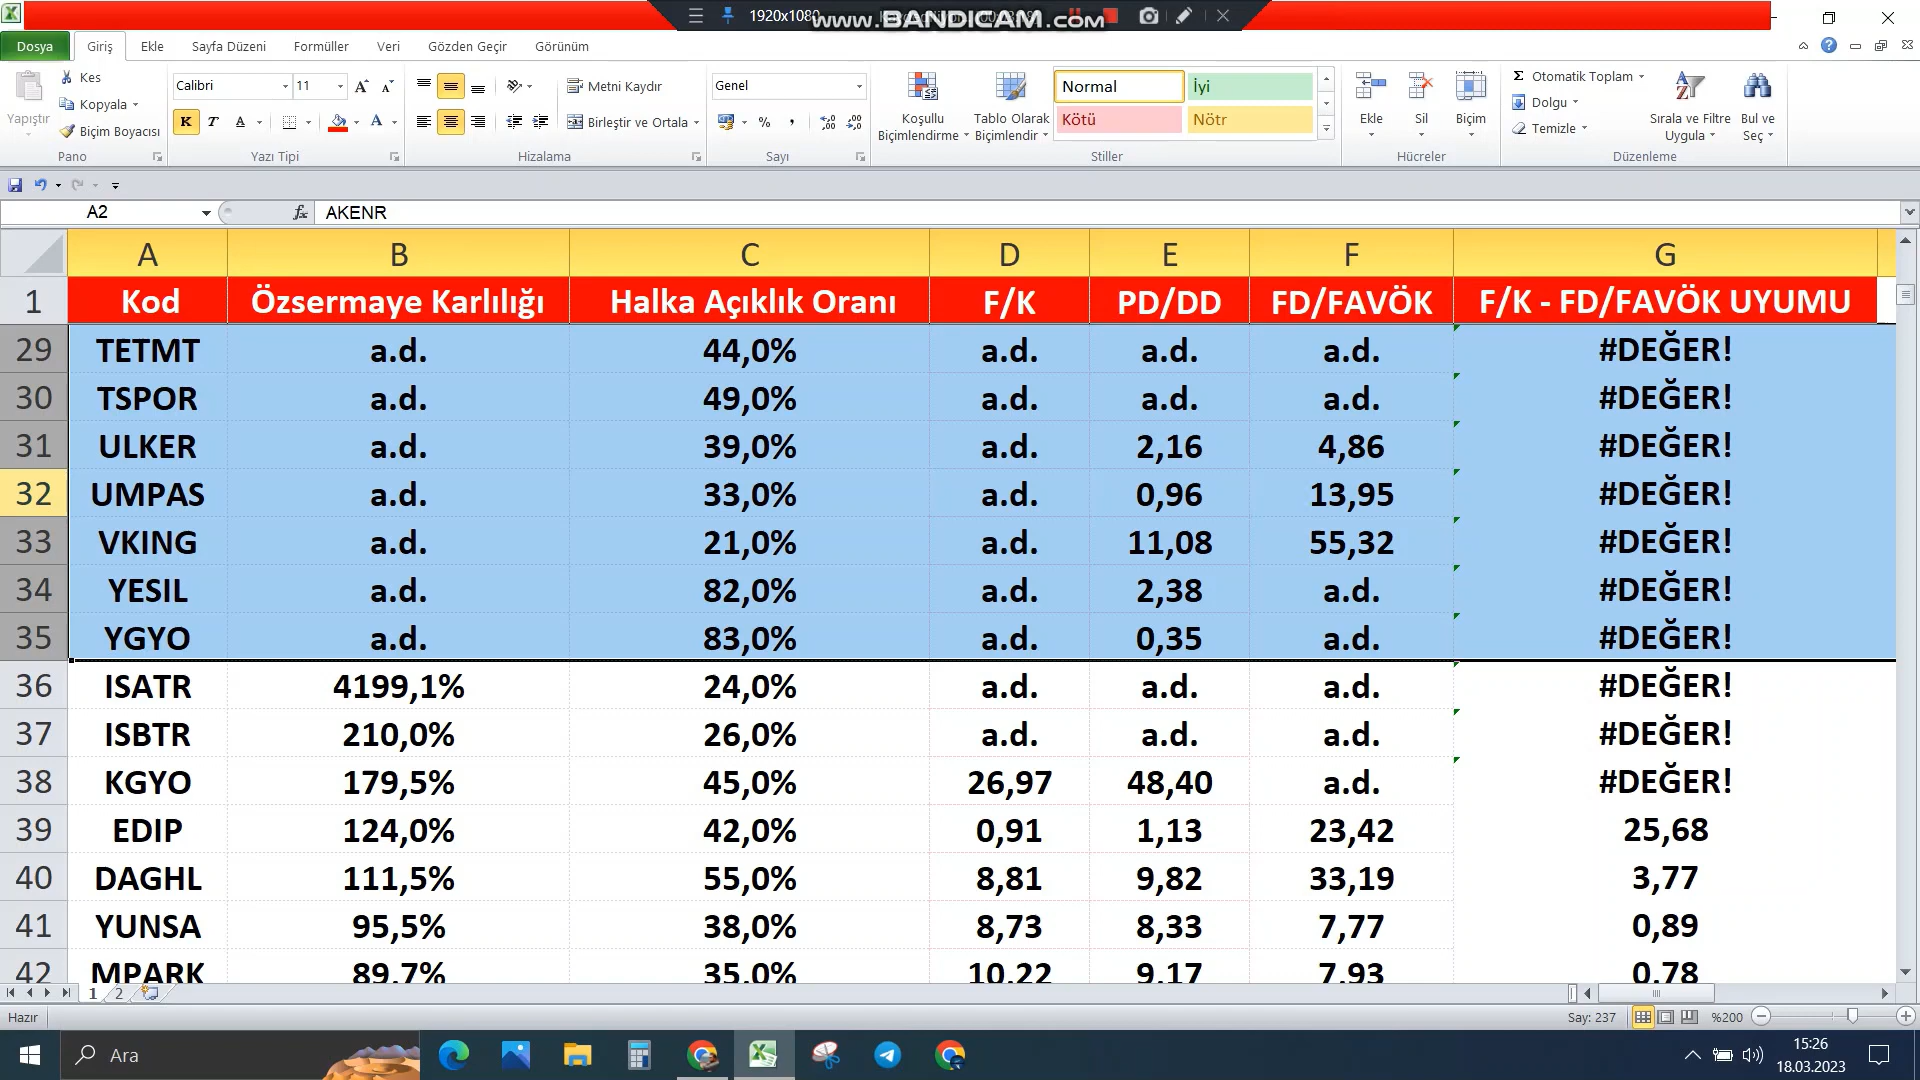 1920x1080
www.BANDICAM.com
Dosya Giriş Ekle Sayfa Düzeni Formüller Veri Gözden Geçir Görünüm
Yapıştır
Kes
Kopyala
Biçim Boyacısı
Pano
Calibri 11
K T A
Yazı Tipi
Metni Kaydır
Birleştir ve Ortala
Hizalama
Genel
Sayı
Koşullu Biçimlendirme
Tablo Olarak Biçimlendir
Normal İyi
Kötü Nötr
Stiller
Ekle Sil Biçim
Hücreler
Otomatik Toplam
Dolgu
Temizle
Sırala ve Filtre Uygula
Bul ve Seç
Düzenleme
A2 fx AKENR
A B C D E F G
1 Kod Özsermaye Karlılığı Halka Açıklık Oranı F/K PD/DD FD/FAVÖK F/K - FD/FAVÖK UYUMU
29 TETMT a.d. 44,0% a.d. a.d. a.d. #DEĞER!
30 TSPOR a.d. 49,0% a.d. a.d. a.d. #DEĞER!
31 ULKER a.d. 39,0% a.d. 2,16 4,86 #DEĞER!
32 UMPAS a.d. 33,0% a.d. 0,96 13,95 #DEĞER!
33 VKING a.d. 21,0% a.d. 11,08 55,32 #DEĞER!
34 YESIL a.d. 82,0% a.d. 2,38 a.d. #DEĞER!
35 YGYO a.d. 83,0% a.d. 0,35 a.d. #DEĞER!
36 ISATR 4199,1% 24,0% a.d. a.d. a.d. #DEĞER!
37 ISBTR 210,0% 26,0% a.d. a.d. a.d. #DEĞER!
38 KGYO 179,5% 45,0% 26,97 48,40 a.d. #DEĞER!
39 EDIP 124,0% 42,0% 0,91 1,13 23,42 25,68
40 DAGHL 111,5% 55,0% 8,81 9,82 33,19 3,77
41 YUNSA 95,5% 38,0% 8,73 8,33 7,77 0,89
42 MPARK 89,7% 35,0% 10,22 9,17 7,93 0,78
1 2
Hazır Say: 237 %200
Ara
15:26
18.03.2023